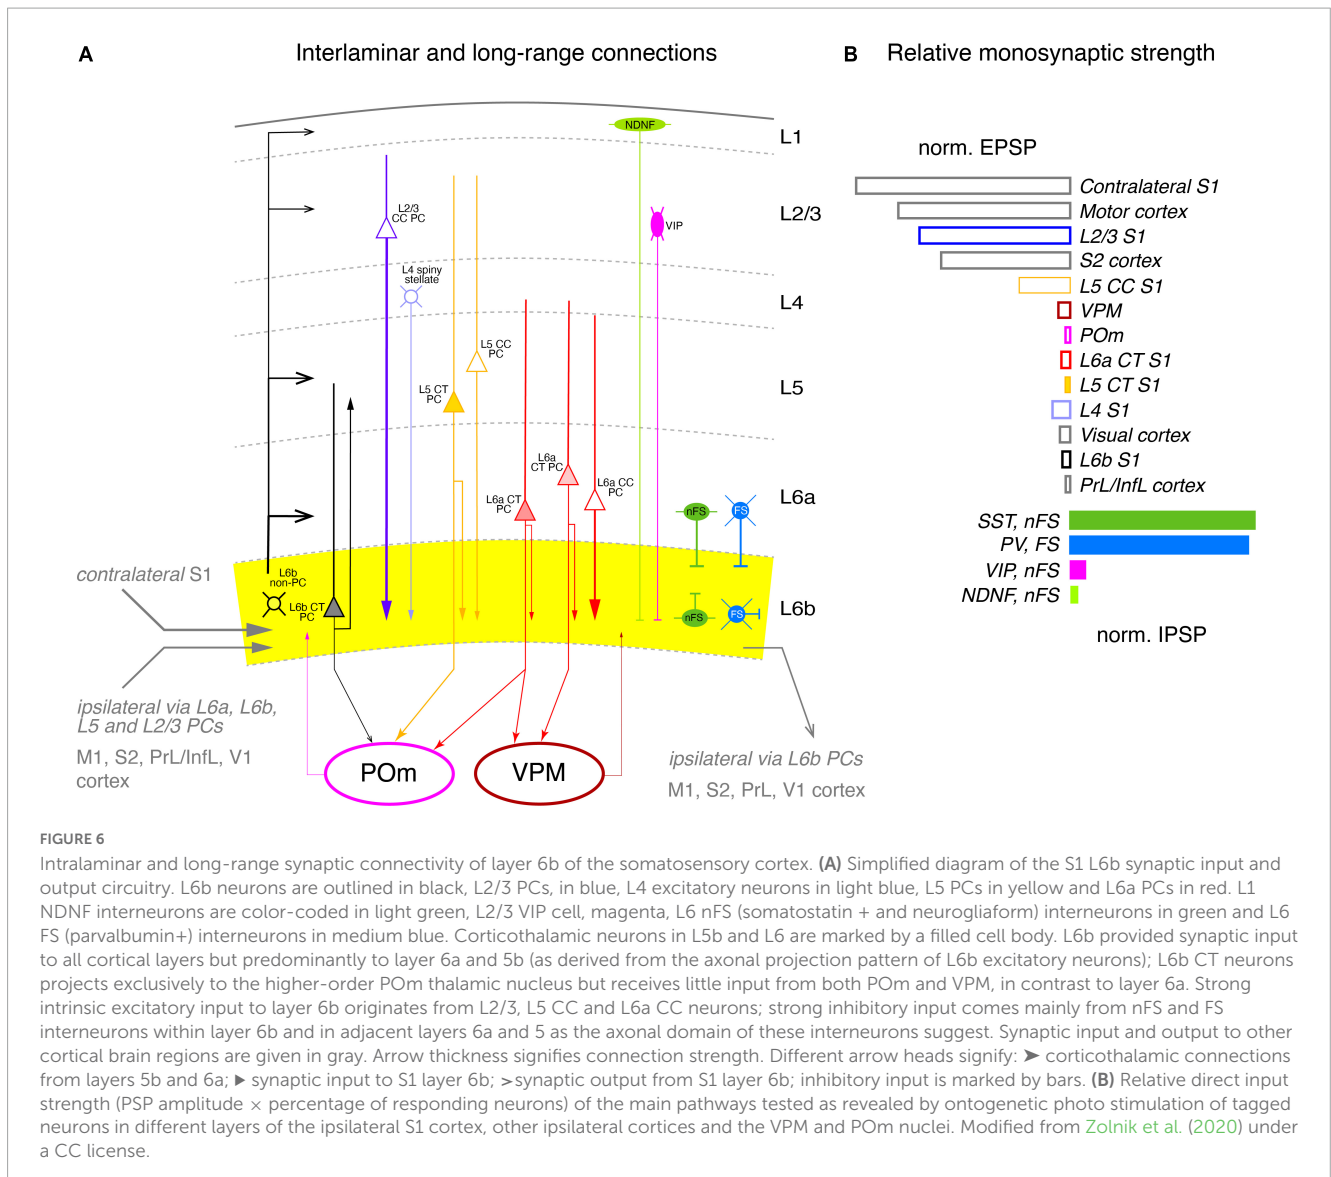 A
Interlaminar and long-range connections
B
Relative monosynaptic strength
NDNF
L1
L2/3
CC PC
VIP
L2/3
L4 spiny
stellate
L4
L5 CC
PC
L5 CT
PC
L5
L6a
CT PC
L6a CT
PC
L6a CC
PC
L6a
nFS
FS
L6b
non-PC
L6b CT
PC
nFS
FS
L6b
contralateral S1
ipsilateral via L6a, L6b,
L5 and L2/3 PCs
M1, S2, PrL/InfL, V1
cortex
POm
VPM
ipsilateral via L6b PCs
M1, S2, PrL, V1 cortex
norm. EPSP
Contralateral S1
Motor cortex
L2/3 S1
S2 cortex
L5 CC S1
VPM
POm
L6a CT S1
L5 CT S1
L4 S1
Visual cortex
L6b S1
PrL/InfL cortex
SST, nFS
PV, FS
VIP, nFS
NDNF, nFS
norm. IPSP
FIGURE 6
Intralaminar and long-range synaptic connectivity of layer 6b of the somatosensory cortex. (A) Simplified diagram of the S1 L6b synaptic input and
output circuitry. L6b neurons are outlined in black, L2/3 PCs, in blue, L4 excitatory neurons in light blue, L5 PCs in yellow and L6a PCs in red. L1
NDNF interneurons are color-coded in light green, L2/3 VIP cell, magenta, L6 nFS (somatostatin + and neurogliaform) interneurons in green and L6
FS (parvalbumin+) interneurons in medium blue. Corticothalamic neurons in L5b and L6 are marked by a filled cell body. L6b provided synaptic input
to all cortical layers but predominantly to layer 6a and 5b (as derived from the axonal projection pattern of L6b excitatory neurons); L6b CT neurons
projects exclusively to the higher-order POm thalamic nucleus but receives little input from both POm and VPM, in contrast to layer 6a. Strong
intrinsic excitatory input to layer 6b originates from L2/3, L5 CC and L6a CC neurons; strong inhibitory input comes mainly from nFS and FS
interneurons within layer 6b and in adjacent layers 6a and 5 as the axonal domain of these interneurons suggest. Synaptic input and output to other
cortical brain regions are given in gray. Arrow thickness signifies connection strength. Different arrow heads signify: ➤ corticothalamic connections
from layers 5b and 6a; ▶ synaptic input to S1 layer 6b; >synaptic output from S1 layer 6b; inhibitory input is marked by bars. (B) Relative direct input
strength (PSP amplitude × percentage of responding neurons) of the main pathways tested as revealed by ontogenetic photo stimulation of tagged
neurons in different layers of the ipsilateral S1 cortex, other ipsilateral cortices and the VPM and POm nuclei. Modified from Zolnik et al. (2020) under
a CC license.